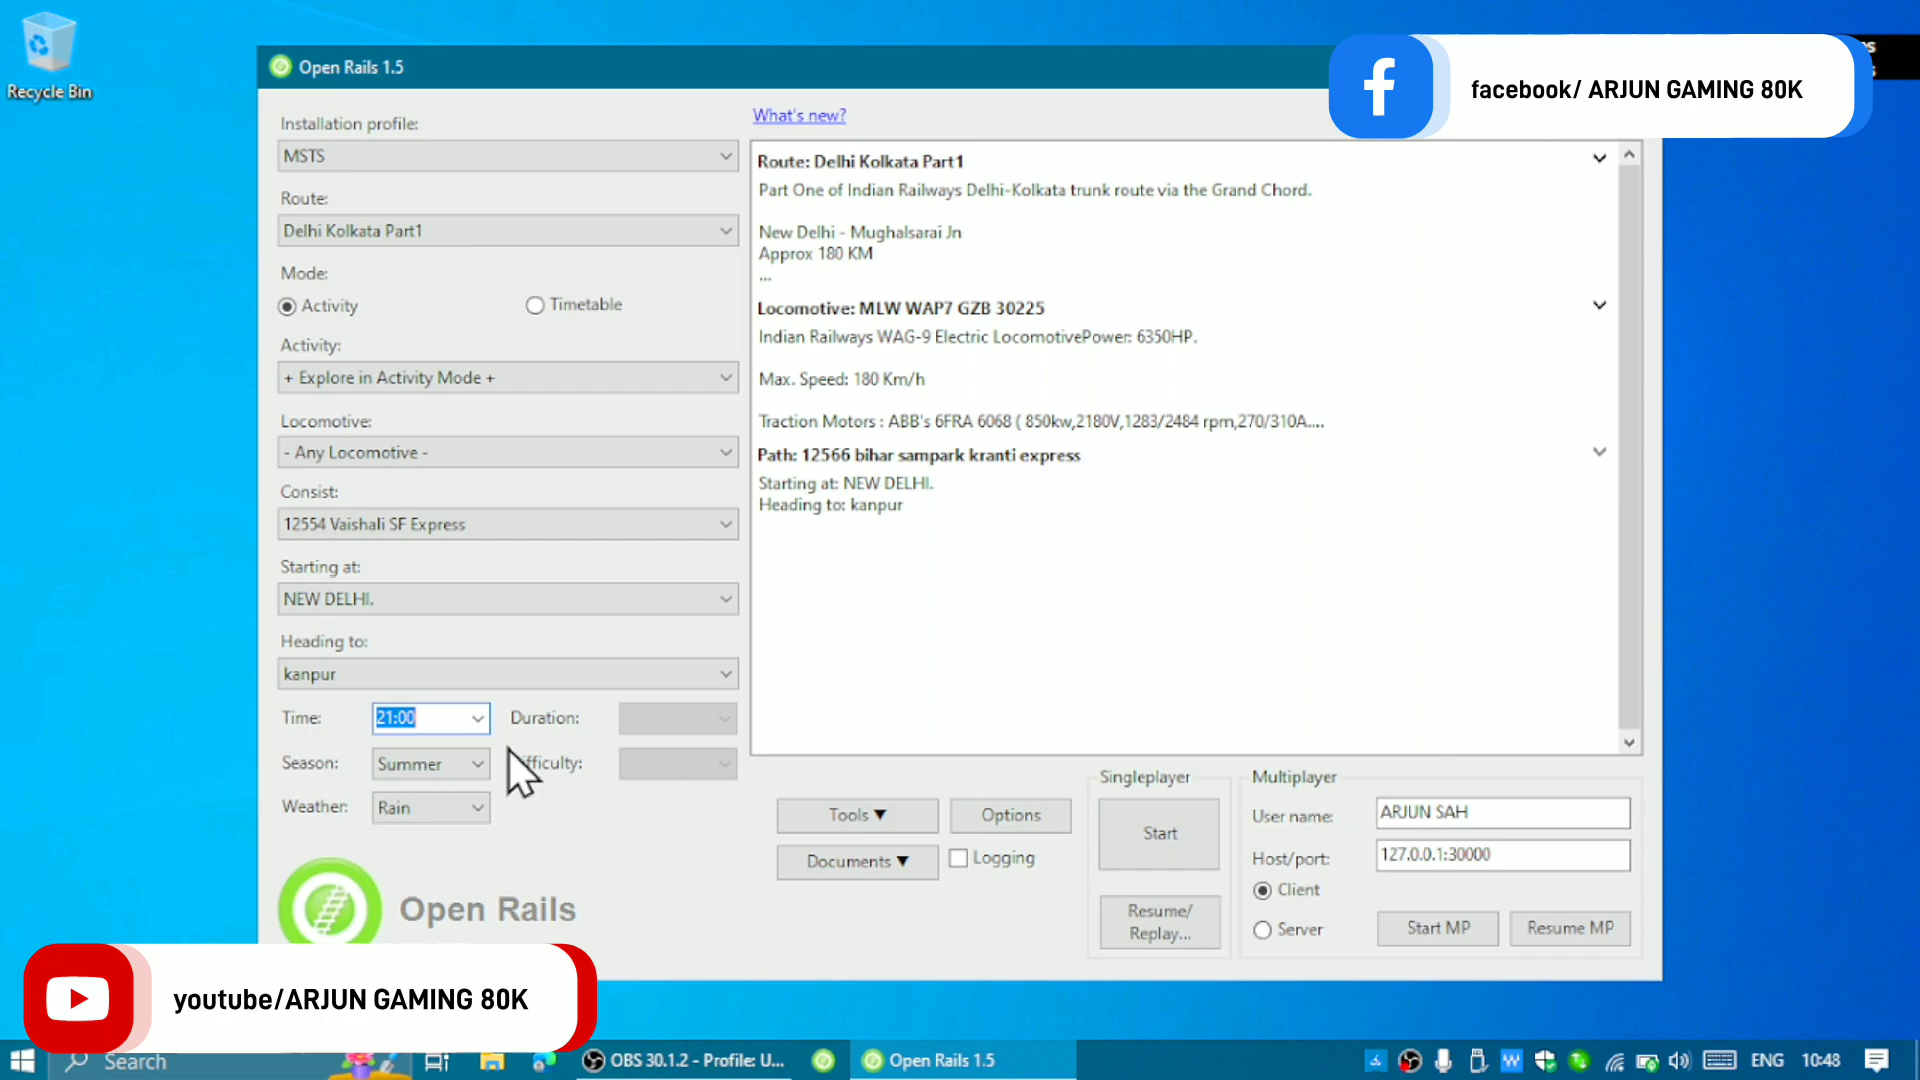 Recycle Bin
Open Rails 1.5
facebook/ ARJUN GAMING 80K
Installation profile:
MSTS
Route:
Delhi Kolkata Part1
Mode:
Activity
Timetable
Activity:
+ Explore in Activity Mode +
Locomotive:
- Any Locomotive -
Consist:
12554 Vaishali SF Express
Starting at:
NEW DELHI.
Heading to:
kanpur
Time:
21:00
Duration:
Season:
Summer
Weather:
Rain
What's new?
Route: Delhi Kolkata Part1
Part One of Indian Railways Delhi-Kolkata trunk route via the Grand Chord.
New Delhi - Mughalsarai Jn
Approx 180 KM
...
Locomotive: MLW WAP7 GZB 30225
Indian Railways WAG-9 Electric LocomotivePower: 6350HP.
Max. Speed: 180 Km/h
Traction Motors : ABB's 6FRA 6068 ( 850kw,2180V,1283/2484 rpm,270/310A....
Path: 12566 bihar sampark kranti express
Starting at: NEW DELHI.
Heading to: kanpur
Tools
Options
Documents
Logging
Singleplayer
Start
Resume/
Replay...
Multiplayer
User name:
ARJUN SAH
Host/port:
127.0.0.1:30000
Client
Server
Start MP
Resume MP
Open Rails
youtube/ARJUN GAMING 80K
Search
OBS 30.1.2 - Profile: U...
Open Rails 1.5
ENG
10:48